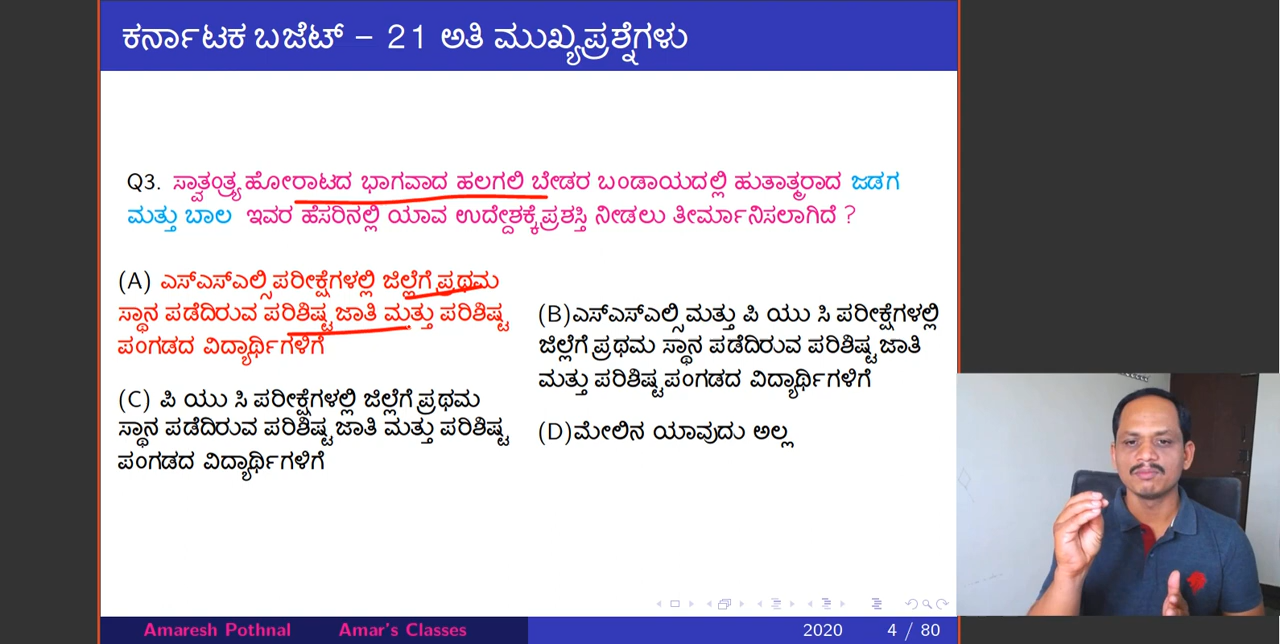 ಕರ್ನಾಟಕ ಬಜೆಟ್ – 21 ಅತಿ ಮುಖ್ಯಪ್ರಶ್ನೆಗಳು
Q3. ಸ್ವಾತಂತ್ರ್ಯ ಹೋರಾಟದ ಭಾಗವಾದ ಹಲಗಲಿ ಬೇಡರ ಬಂಡಾಯದಲ್ಲಿ ಹುತಾತ್ಮರಾದ ಜಡಗ
ಮತ್ತು ಬಾಲ ಇವರ ಹೆಸರಿನಲ್ಲಿ ಯಾವ ಉದೇಶಕ್ಕೆ ಪ್ರಶಸ್ತಿ ನೀಡಲು ತೀರ್ಮಾನಿಸಲಾಗಿದೆ ?
(A) ಎಸ್ಎಸ್ಎಲ್ಸಿ ಪರೀಕ್ಷೆಗಳಲ್ಲಿ ಜಿಲ್ಲೆಗೆ ಪ್ರಥಮ
ಸ್ಥಾನ ಪಡೆದಿರುವ ಪರಿಶಿಷ್ಟ ಜಾತಿ ಮತ್ತು ಪರಿಶಿಷ್ಟ
ಪಂಗಡದ ವಿದ್ಯಾರ್ಥಿಗಳಿಗೆ
(B)ಎಸ್ಎಸ್ಎಲ್ಸಿ ಮತ್ತು ಪಿ ಯು ಸಿ ಪರೀಕ್ಷೆಗಳಲ್ಲಿ
ಜಿಲ್ಲೆಗೆ ಪ್ರಥಮ ಸ್ಥಾನ ಪಡೆದಿರುವ ಪರಿಶಿಷ್ಟ ಜಾತಿ
ಮತ್ತು ಪರಿಶಿಷ್ಟ ಪಂಗಡದ ವಿದ್ಯಾರ್ಥಿಗಳಿಗೆ
(C) ಪಿ ಯು ಸಿ ಪರೀಕ್ಷೆಗಳಲ್ಲಿ ಜಿಲ್ಲೆಗೆ ಪ್ರಥಮ
ಸ್ಥಾನ ಪಡೆದಿರುವ ಪರಿಶಿಷ್ಟ ಜಾತಿ ಮತ್ತು ಪರಿಶಿಷ್ಟ
ಪಂಗಡದ ವಿದ್ಯಾರ್ಥಿಗಳಿಗೆ
(D)ಮೇಲಿನ ಯಾವುದು ಅಲ್ಲ
Amaresh Pothnal Amar's Classes 2020 4 / 80